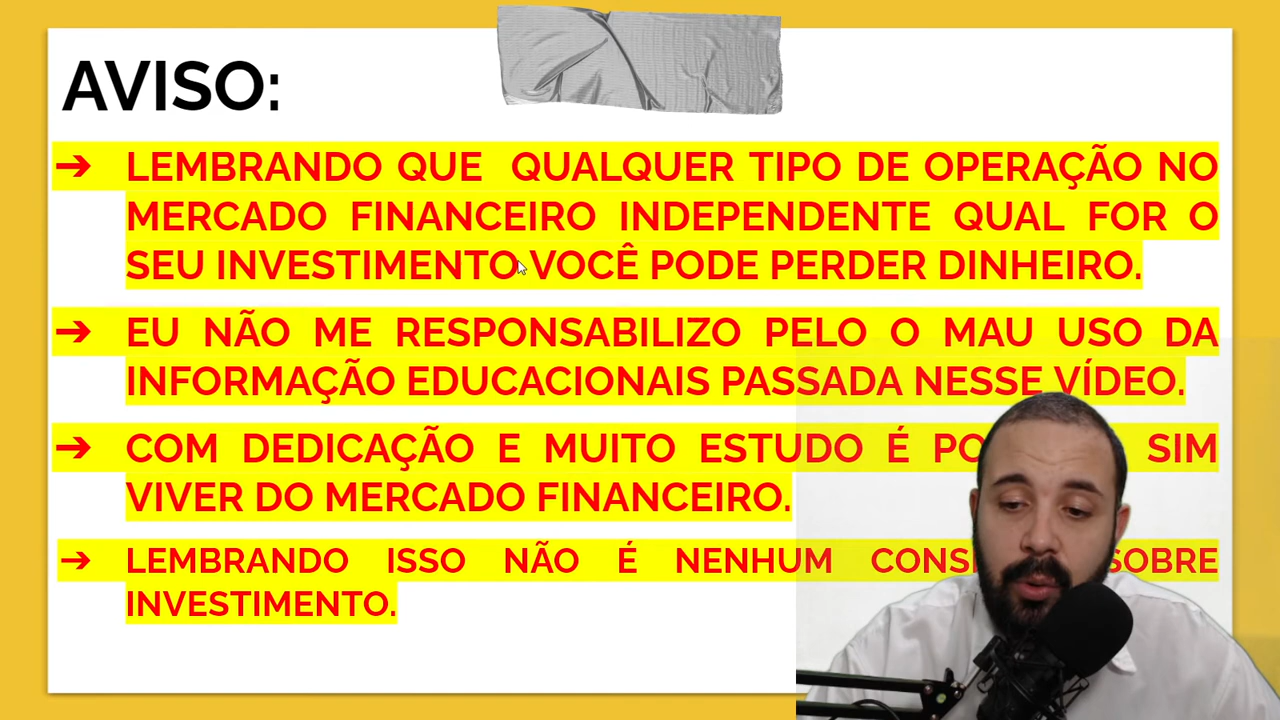 AVISO:
➔ LEMBRANDO QUE QUALQUER TIPO DE OPERAÇÃO NO
MERCADO FINANCEIRO INDEPENDENTE QUAL FOR O
SEU INVESTIMENTO VOCÊ PODE PERDER DINHEIRO.
➔ EU NÃO ME RESPONSABILIZO PELO O MAU USO DA
INFORMAÇÃO EDUCACIONAIS PASSADA NESSE VÍDEO.
➔ COM DEDICAÇÃO E MUITO ESTUDO É SIM
VIVER DO MERCADO FINANCEIRO.
➔ LEMBRANDO ISSO NÃO É NENHUM SOBRE
INVESTIMENTO.